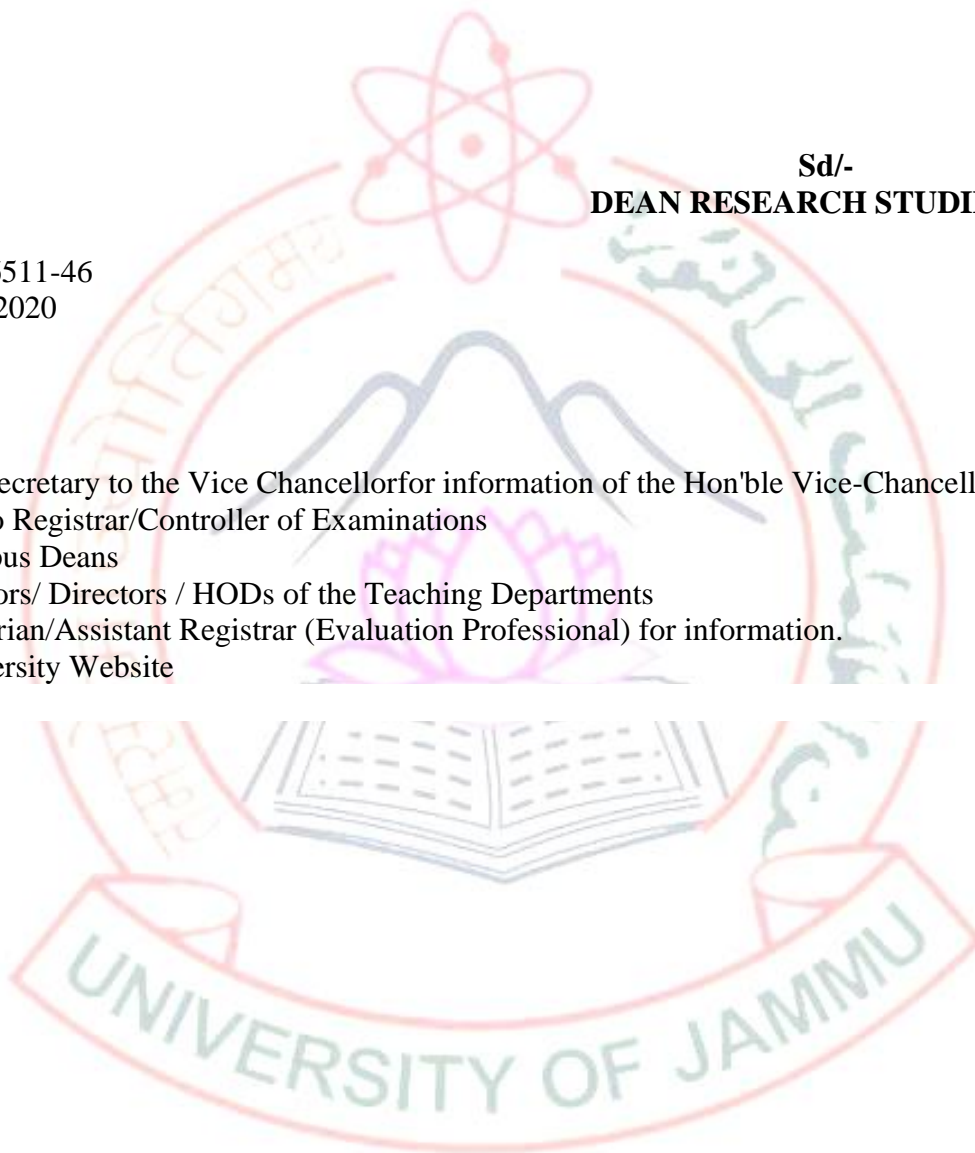 Sd/-
DEAN RESEARCH STUDI
511-46
2020
ecretary to the Vice Chancellorfor information of the Hon'ble Vice-Chancell
o Registrar/Controller of Examinations
ous Deans
ors/ Directors / HODs of the Teaching Departments
rian/Assistant Registrar (Evaluation Professional) for information.
ersity Website
UNIVERSITY OF JAMMU